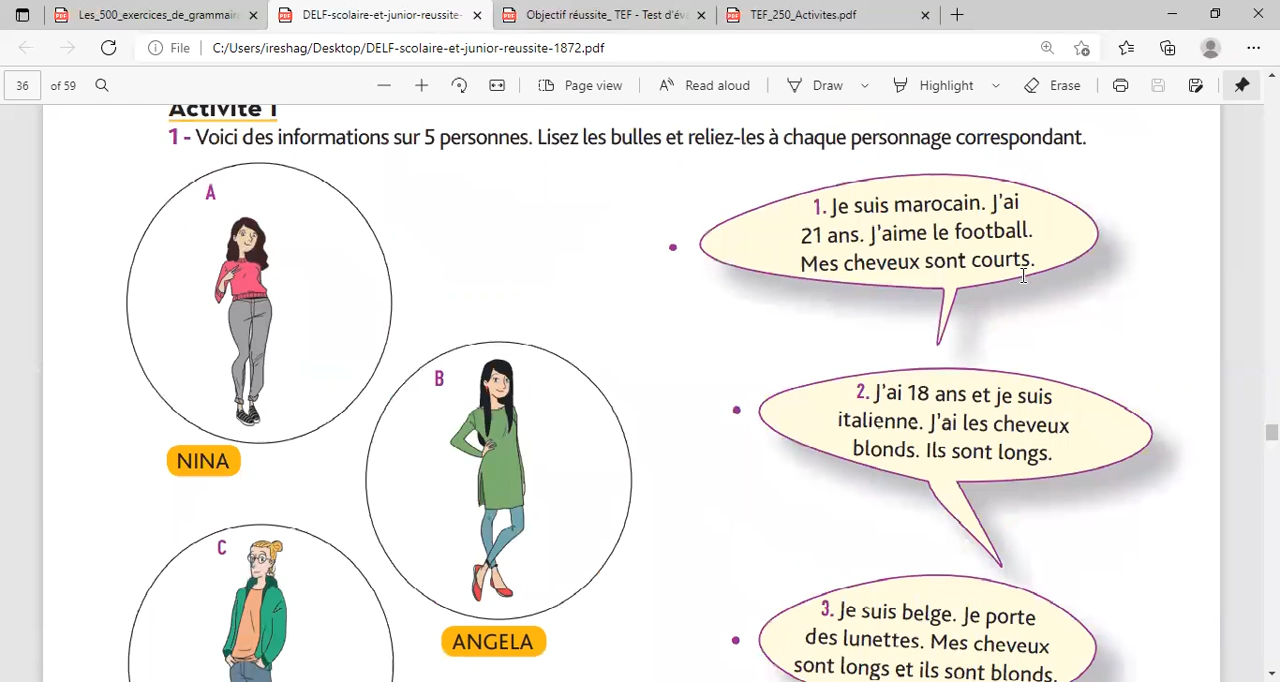 Les_500_exercices_de_grammair
DELF-scolaire-et-junior-reussite-
Objectif réussite_ TEF - Test d'év
TEF_250_Activites.pdf
File
C:/Users/ireshag/Desktop/DELF-scolaire-et-junior-reussite-1872.pdf
36 of 59
Page view
Read aloud
Draw
Highlight
Erase
Activité 1
1 - Voici des informations sur 5 personnes. Lisez les bulles et reliez-les à chaque personnage correspondant.
A
NINA
B
ANGELA
C
1. Je suis marocain. J'ai
21 ans. J'aime le football.
Mes cheveux sont courts.
2. J'ai 18 ans et je suis
italienne. J'ai les cheveux
blonds. Ils sont longs.
3. Je suis belge. Je porte
des lunettes. Mes cheveux
sont longs et ils sont blonds.